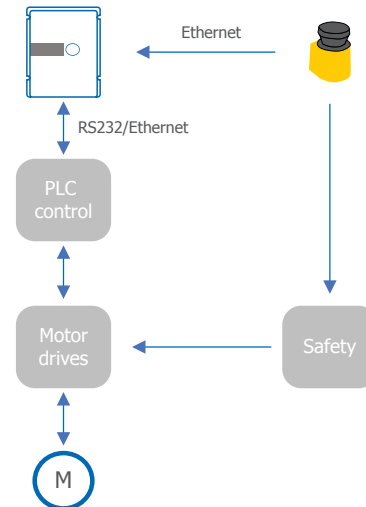 Ethernet
RS232/Ethernet
PLC
control
Motor
drives
Safety
M